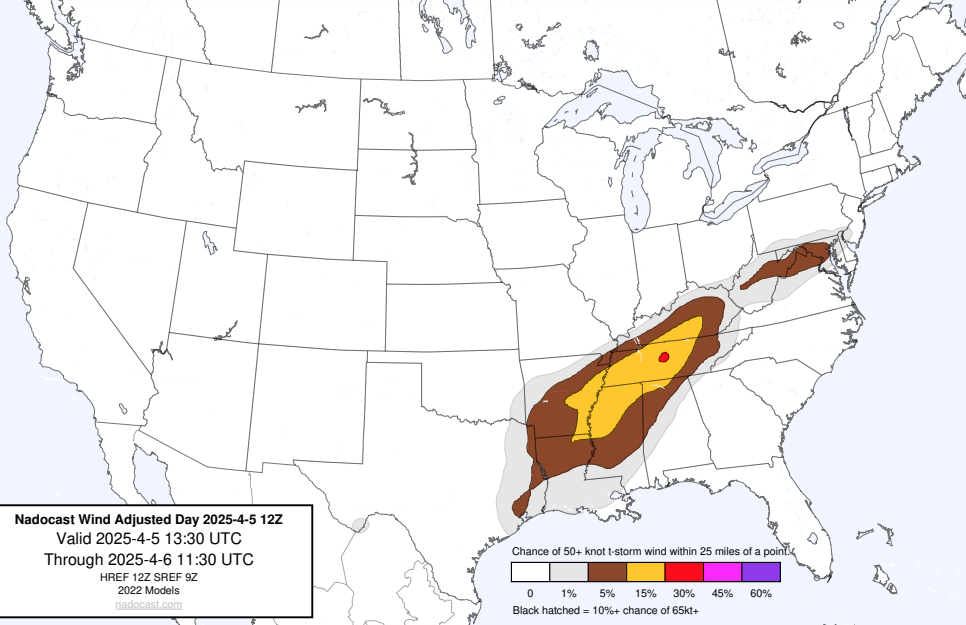 Nadocast Wind Adjusted Day 2025-4-5 12Z
Valid 2025-4-5 13:30 UTC
Through 2025-4-6 11:30 UTC
HREF 12Z SREF 9Z
2022 Models
nadocast.com
Chance of 50+ knot t-storm wind within 25 miles of a point.
0 1% 5% 15% 30% 45% 60%
Black hatched = 10%+ chance of 65kt+